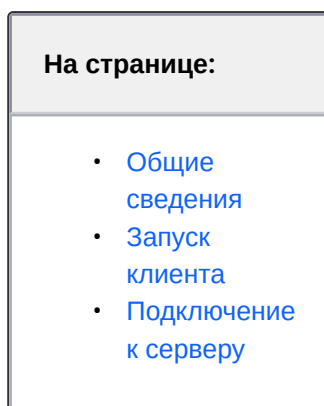 На странице:
• Общие
сведения
• Запуск
клиента
• Подключение
к серверу